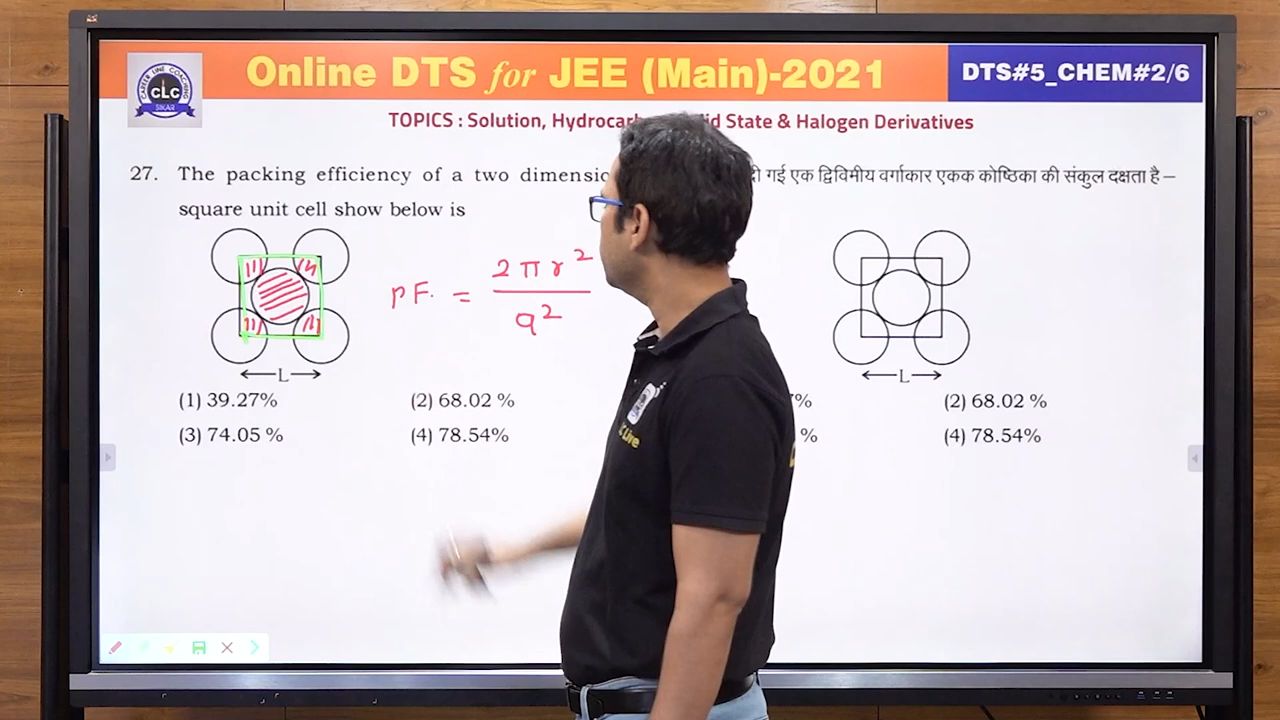 Online DTS for JEE (Main)-2021
DTS#5_CHEM#2/6
CAREER LINE COACHING
CLC
SIKAR
TOPICS : Solution, State & Halogen Derivatives
27. The packing efficiency of a two
गई एक द्विविमीय वर्गाकार एकक कोष्ठिका की संकुल दक्षता है–
square unit cell show below is
P.F. = 2πr² / a²
L
L
(1) 39.27% (2) 68.02 %
(3) 74.05 % (4) 78.54%
(2) 68.02 %
% (4) 78.54%
Live